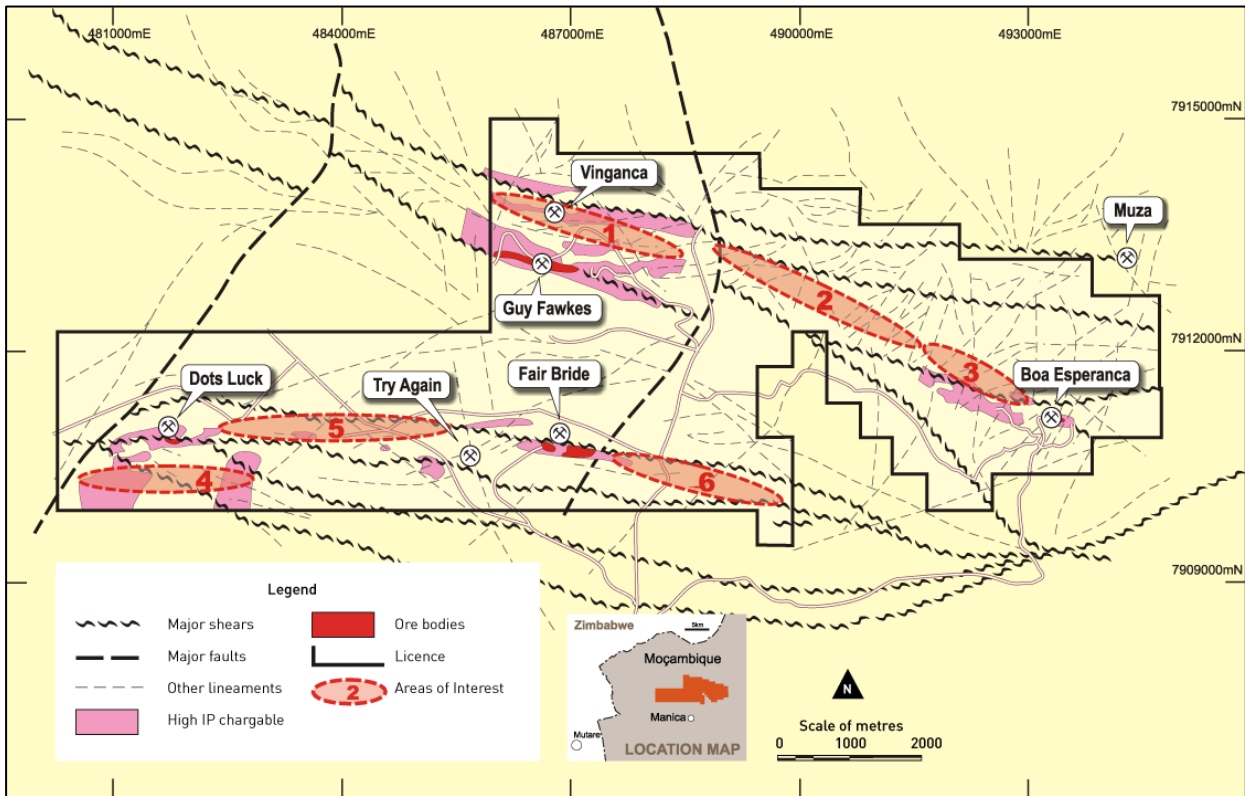 481000mE
484000mE
487000mE
490000mE
493000mE
7915000mN
Vinganca
Muza
1
Guy Fawkes
2
7912000mN
3
Boa Esperanca
Fair Bride
Dots Luck
Try Again
5
4
6
7909000mN
Legend
Major shears
Major faults
Other lineaments
High IP chargable
Ore bodies
Licence
2
Areas of Interest
Zimbabwe
5km
Moçambique
Manica
Mutare
LOCATION MAP
N
Scale of metres
0
1000
2000